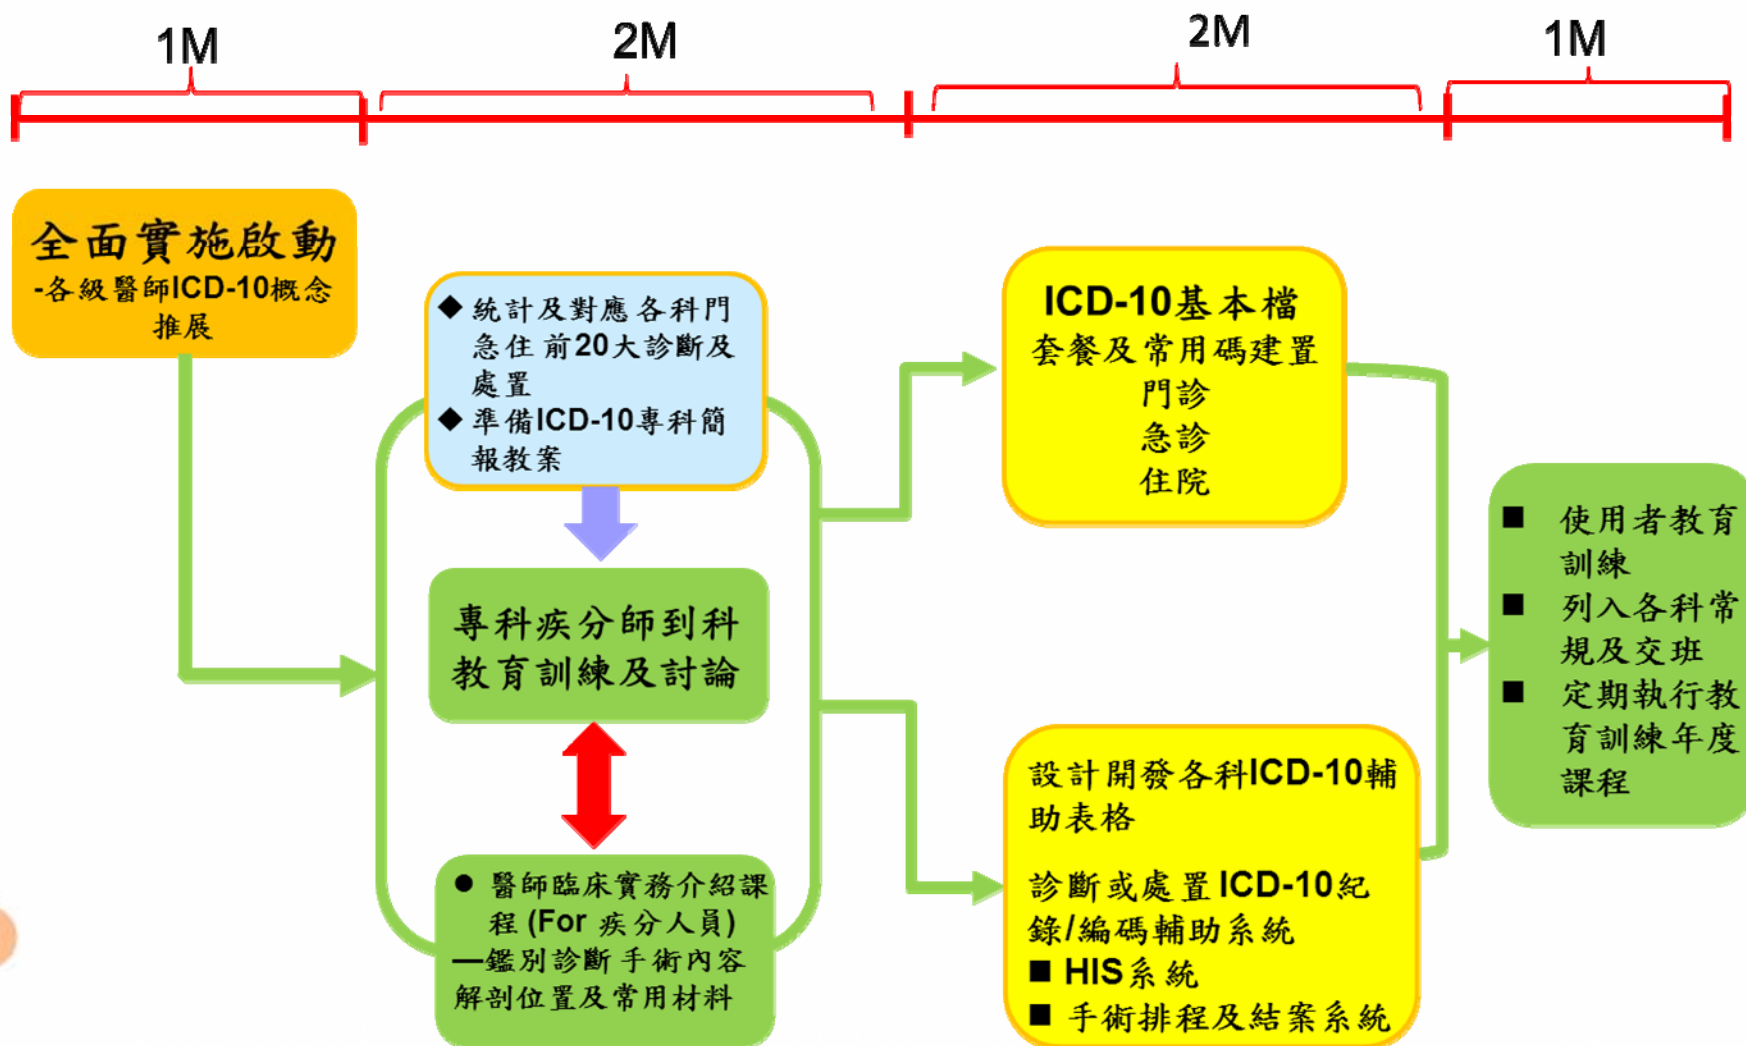 1M
2M
2M
1M
全面實施啟動
-各級醫師ICD-10概念
推展
◆ 統計及對應各科門
急住前20大診斷及
處置
◆ 準備ICD-10專科簡
報教案
專科疾分師到科
教育訓練及討論
● 醫師臨床實務介紹課
程 (For 疾分人員)
—鑑別診斷手術內容
解剖位置及常用材料
ICD-10基本檔
套餐及常用碼建置
門診
急診
住院
設計開發各科ICD-10輔
助表格
診斷或處置ICD-10紀
錄/編碼輔助系統
■ HIS系統
■ 手術排程及結案系統
■ 使用者教育
訓練
■ 列入各科常
規及交班
■ 定期執行教
育訓練年度
課程